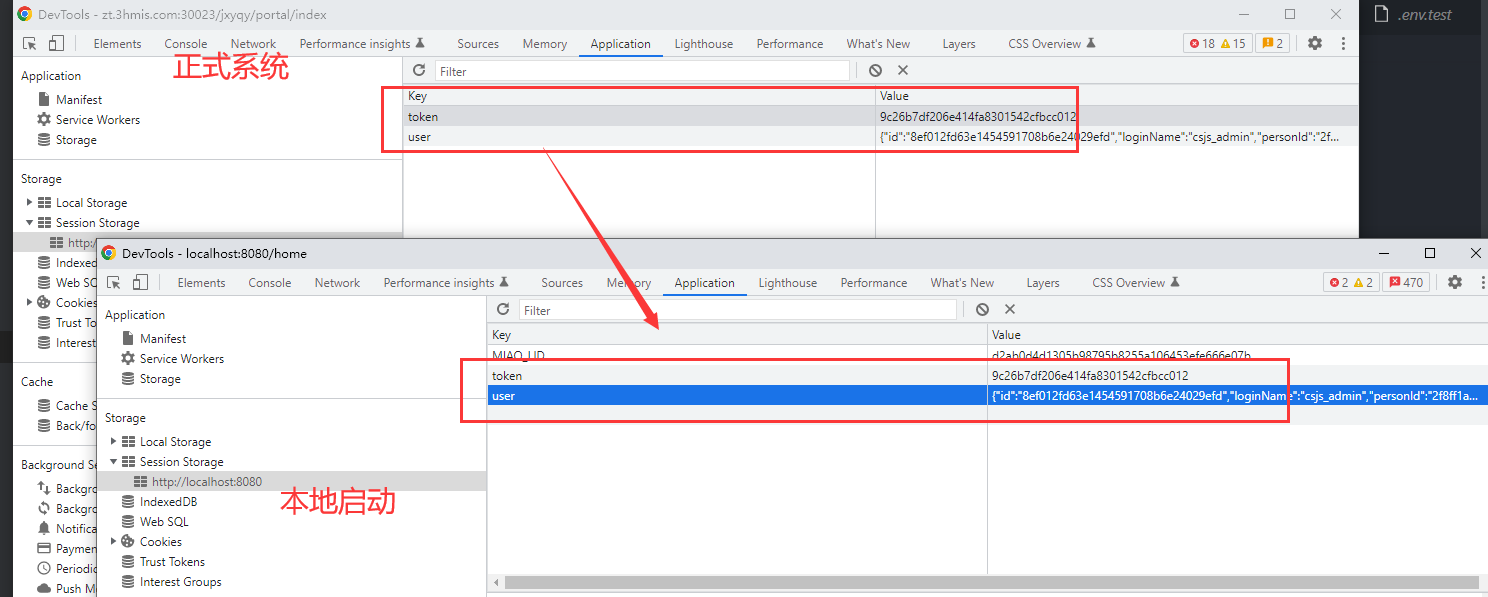 DevTools - zt.3hmis.com:30023/jxyqy/portal/index
.env.test
Elements Console Network Performance insights Sources Memory Application Lighthouse Performance What's New Layers CSS Overview 18 15 2
正式系统
Application
Filter
Manifest
Service Workers
Storage
Key Value
token 9c26b7df206e414fa8301542cfbcc012
user {"id":"8ef012fd63e1454591708b6e24029efd","loginName":"csjs_admin","personId":"2f...
Storage
Local Storage
Session Storage
http:/
Indexed
Web SQ
Cookies
Trust To
Interest
Cache
Cache S
Back/fo
Background Se
Backgr
Backgr
Notifica
Paymen
Periodic
Push M
DevTools - localhost:8080/home
Elements Console Network Performance insights Sources Memory Application Lighthouse Performance What's New Layers CSS Overview 2 2 470
Application
Filter
Manifest
Service Workers
Storage
Key Value
MIAO_UD d2ab0d4d1305b98795b8255a106453efe666e07b
token 9c26b7df206e414fa8301542cfbcc012
user {"id":"8ef012fd63e1454591708b6e24029efd","loginName":"csjs_admin","personId":"2f8ff1a...
Storage
Local Storage
Session Storage
http://localhost:8080
本地启动
IndexedDB
Web SQL
Cookies
Trust Tokens
Interest Groups